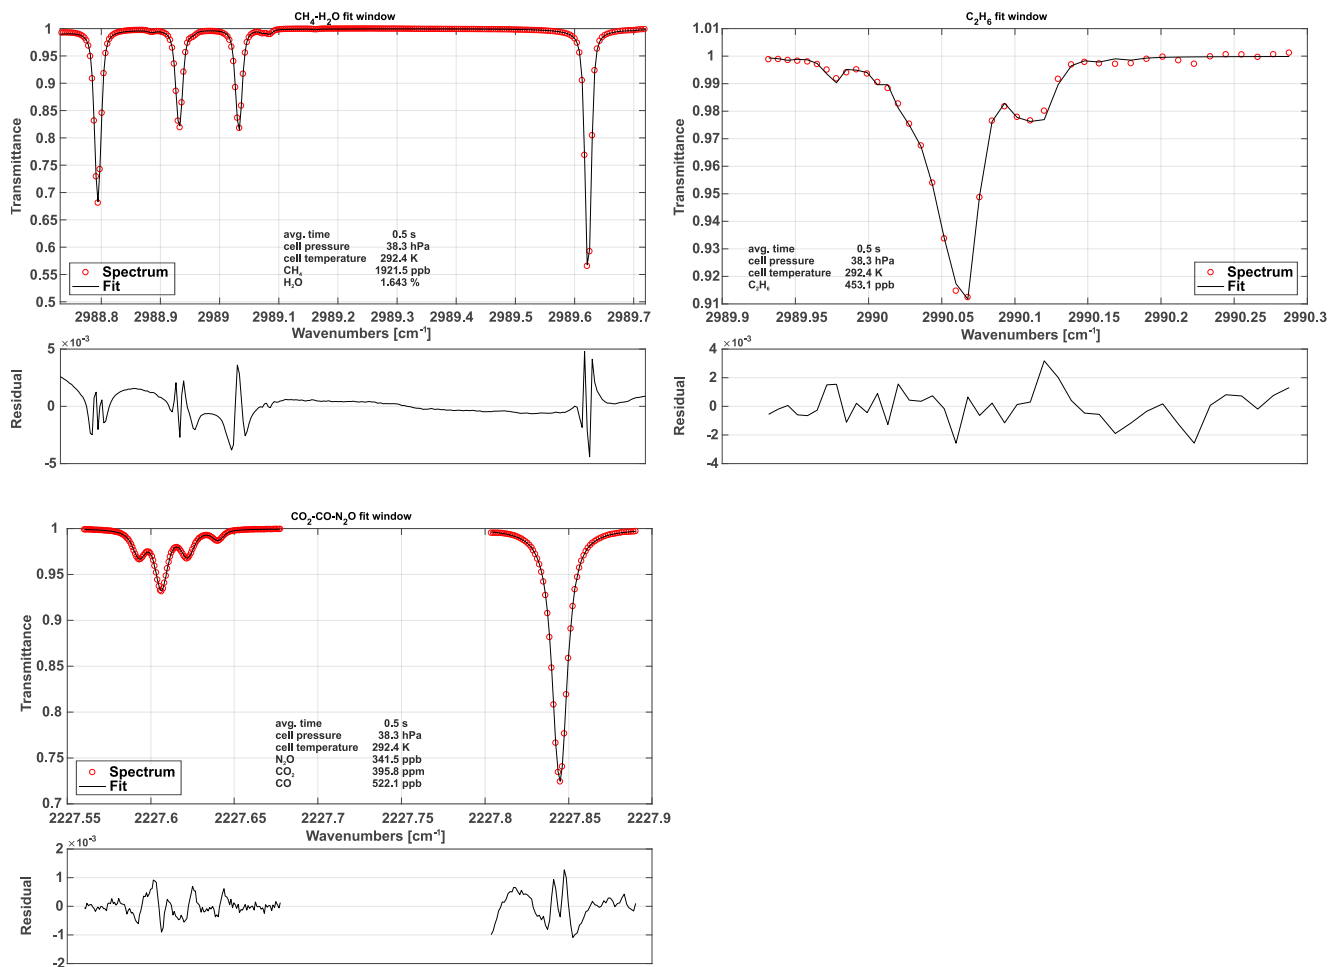 CH₄-H₂O fit window
1
0.95
0.9
0.85
0.8
0.75
0.7
0.65
0.6
0.55
0.5
Transmittance
avg. time 0.5 s
cell pressure 38.3 hPa
cell temperature 292.4 K
CH₄ 1921.5 ppb
H₂O 1.643 %
Spectrum
Fit
2988.8 2988.9 2989 2989.1 2989.2 2989.3 2989.4 2989.5 2989.6 2989.7
Wavenumbers [cm⁻¹]
×10⁻³
5
0
-5
Residual
C₂H₆ fit window
1.01
1
0.99
0.98
0.97
0.96
0.95
0.94
0.93
0.92
0.91
Transmittance
avg. time 0.5 s
cell pressure 38.3 hPa
cell temperature 292.4 K
C₂H₆ 453.1 ppb
Spectrum
Fit
2989.9 2989.95 2990 2990.05 2990.1 2990.15 2990.2 2990.25 2990.3
Wavenumbers [cm⁻¹]
×10⁻³
4
2
0
-2
-4
Residual
CO₂-CO-N₂O fit window
1
0.95
0.9
0.85
0.8
0.75
0.7
Transmittance
avg. time 0.5 s
cell pressure 38.3 hPa
cell temperature 292.4 K
N₂O 341.5 ppb
CO₂ 395.8 ppm
CO 522.1 ppb
Spectrum
Fit
2227.55 2227.6 2227.65 2227.7 2227.75 2227.8 2227.85 2227.9
Wavenumbers [cm⁻¹]
×10⁻³
2
1
0
-1
-2
Residual